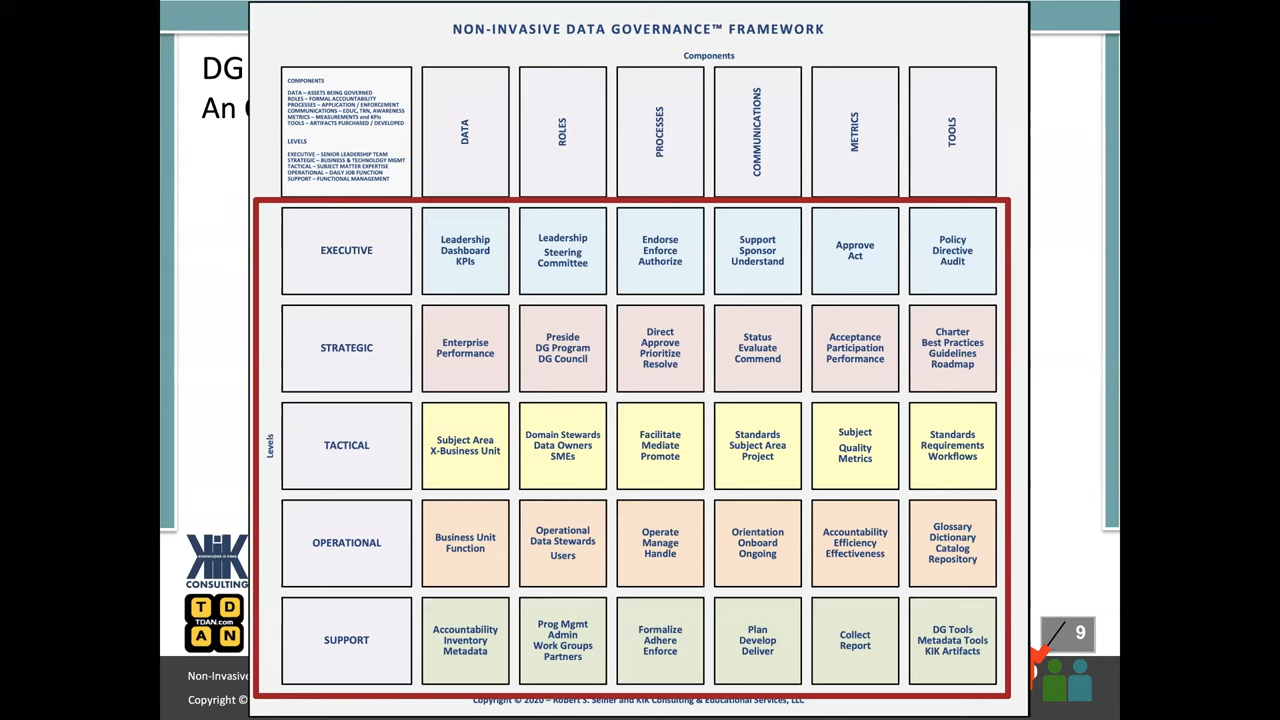 NON-INVASIVE DATA GOVERNANCE™ FRAMEWORK
Components
COMPONENTS
DATA – ASSETS BEING GOVERNED
ROLES – FORMAL ACCOUNTABILITY
PROCESSES – APPLICATION / ENFORCEMENT
COMMUNICATIONS – EDUC, TRN, AWARENESS
METRICS – MEASUREMENTS and KPIs
TOOLS – ARTIFACTS PURCHASED / DEVELOPED
LEVELS
EXECUTIVE – SENIOR LEADERSHIP TEAM
STRATEGIC – BUSINESS & TECHNOLOGY MGMT
TACTICAL – SUBJECT MATTER EXPERTISE
OPERATIONAL – DAILY JOB FUNCTION
SUPPORT – FUNCTIONAL MANAGEMENT
DATA
ROLES
PROCESSES
COMMUNICATIONS
METRICS
TOOLS
DG
An
Levels
EXECUTIVE
Leadership
Dashboard
KPIs
Leadership
Steering
Committee
Endorse
Enforce
Authorize
Support
Sponsor
Understand
Approve
Act
Policy
Directive
Audit
STRATEGIC
Enterprise
Performance
Preside
DG Program
DG Council
Direct
Approve
Prioritize
Resolve
Status
Evaluate
Commend
Acceptance
Participation
Performance
Charter
Best Practices
Guidelines
Roadmap
TACTICAL
Subject Area
X-Business Unit
Domain Stewards
Data Owners
SMEs
Facilitate
Mediate
Promote
Standards
Subject Area
Project
Subject
Quality
Metrics
Standards
Requirements
Workflows
OPERATIONAL
Business Unit
Function
Operational
Data Stewards
Users
Operate
Manage
Handle
Orientation
Onboard
Ongoing
Accountability
Efficiency
Effectiveness
Glossary
Dictionary
Catalog
Repository
SUPPORT
Accountability
Inventory
Metadata
Prog Mgmt
Admin
Work Groups
Partners
Formalize
Adhere
Enforce
Plan
Develop
Deliver
Collect
Report
DG Tools
Metadata Tools
KIK Artifacts
KIK
KNOWLEDGE IS KING
CONSULTING
T D
TDAN.com
A N
9
Non-Invasive
Copyright ©
Copyright © 2020 – Robert S. Seiner and KIK Consulting & Educational Services, LLC